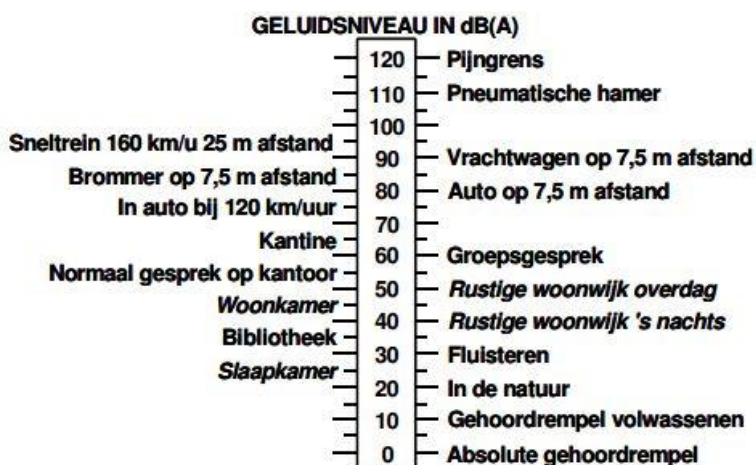 GELUIDSNIVEAU IN dB(A)
120 Pijngrens
110 Pneumatische hamer
100
Sneltrein 160 km/u 25 m afstand
90 Vrachtwagen op 7,5 m afstand
Brommer op 7,5 m afstand
80 Auto op 7,5 m afstand
In auto bij 120 km/uur
70
Kantine
60 Groepsgesprek
Normaal gesprek op kantoor
50 Rustige woonwijk overdag
Woonkamer
40 Rustige woonwijk 's nachts
Bibliotheek
30 Fluisteren
Slaapkamer
20 In de natuur
10 Gehoordrempel volwassenen
0 Absolute gehoordrempel